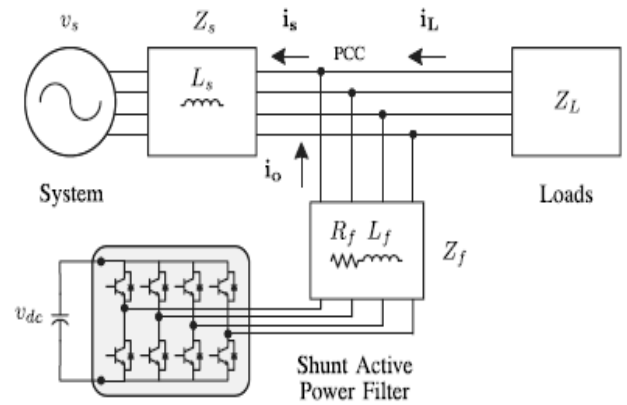 v_s
Z_s
i_s
i_L
PCC
L_s
Z_L
i_o
System
Loads
R_f L_f
Z_f
v_dc
Shunt Active
Power Filter